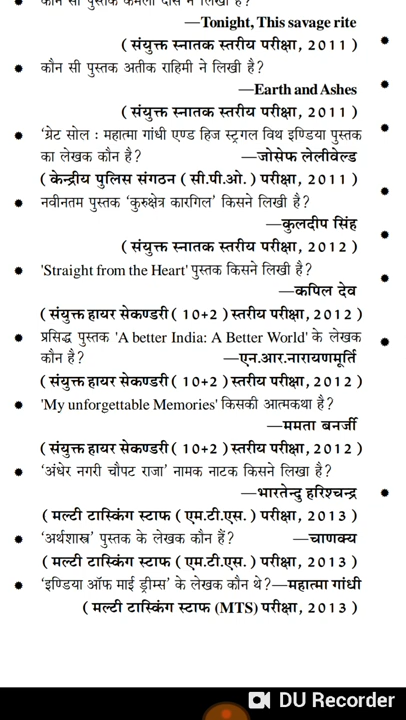 कौन सी पुस्तक कमला दास ने लिखी है?
—Tonight, This savage rite
( संयुक्त स्नातक स्तरीय परीक्षा, 2011 )
कौन सी पुस्तक अतीक राहिमी ने लिखी है?
—Earth and Ashes
( संयुक्त स्नातक स्तरीय परीक्षा, 2011 )
‘ग्रेट सोल : महात्मा गांधी एण्ड हिज स्ट्रगल विथ इण्डिया पुस्तक
का लेखक कौन है? —जोसेफ लेलीवेल्ड
( केन्द्रीय पुलिस संगठन ( सी.पी.ओ. ) परीक्षा, 2011 )
नवीनतम पुस्तक ‘कुरुक्षेत्र कारगिल’ किसने लिखी है?
—कुलदीप सिंह
( संयुक्त स्नातक स्तरीय परीक्षा, 2012 )
'Straight from the Heart' पुस्तक किसने लिखी है?
—कपिल देव
( संयुक्त हायर सेकण्डरी ( 10+2 ) स्तरीय परीक्षा, 2012 )
प्रसिद्ध पुस्तक 'A better India: A Better World' के लेखक
कौन है? —एन.आर.नारायणमूर्ति
( संयुक्त हायर सेकण्डरी ( 10+2 ) स्तरीय परीक्षा, 2012 )
'My unforgettable Memories' किसकी आत्मकथा है?
—ममता बनर्जी
( संयुक्त हायर सेकण्डरी ( 10+2 ) स्तरीय परीक्षा, 2012 )
‘अंधेर नगरी चौपट राजा’ नामक नाटक किसने लिखा है?
—भारतेन्दु हरिश्चन्द्र
( मल्टी टास्किंग स्टाफ ( एम.टी.एस. ) परीक्षा, 2013 )
‘अर्थशास्त्र’ पुस्तक के लेखक कौन हैं? —चाणक्य
( मल्टी टास्किंग स्टाफ ( एम.टी.एस. ) परीक्षा, 2013 )
‘इण्डिया ऑफ माई ड्रीम्स’ के लेखक कौन थे?—महात्मा गांधी
( मल्टी टास्किंग स्टाफ (MTS) परीक्षा, 2013 )
DU Recorder